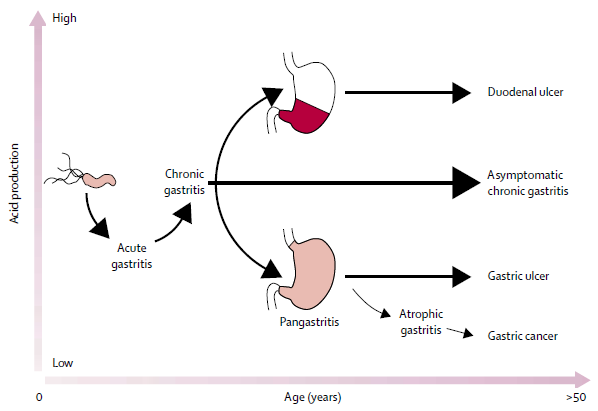 High
Acid production
Low
0
Age (years)
>50
Acute
gastritis
Chronic
gastritis
Pangastritis
Duodenal ulcer
Asymptomatic
chronic gastritis
Gastric ulcer
Atrophic
gastritis
Gastric cancer